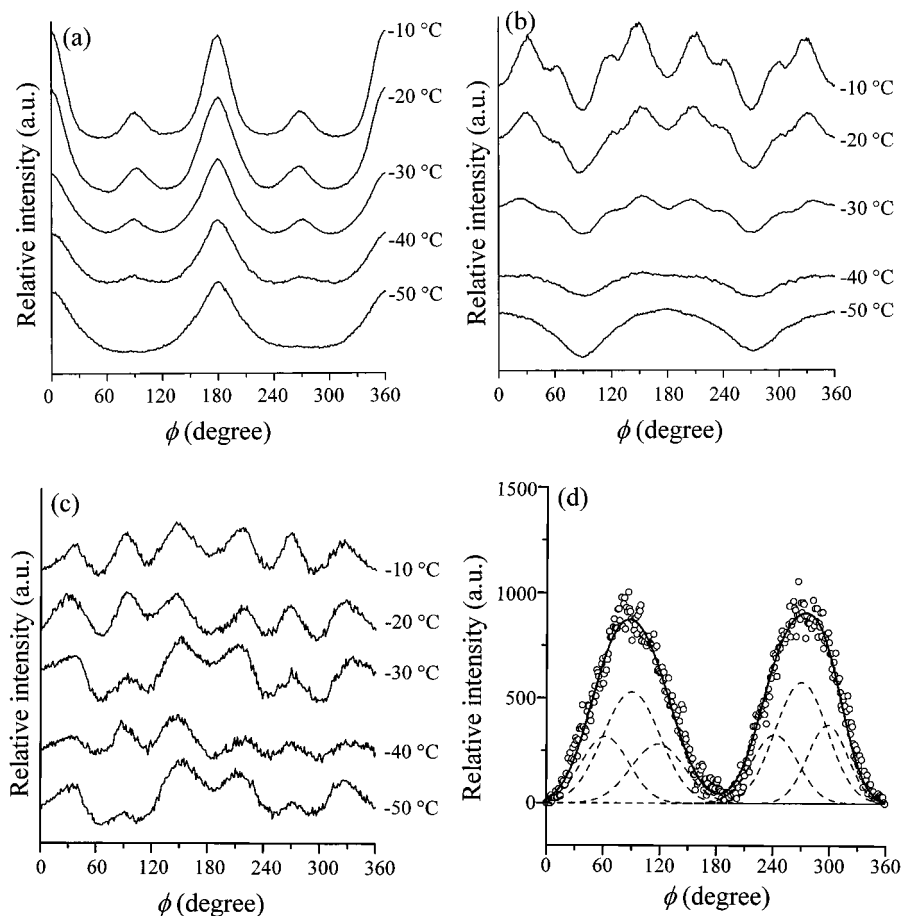 (a)
-10 °C
-20 °C
-30 °C
-40 °C
-50 °C
Relative intensity (a.u.)
0 60 120 180 240 300 360
ϕ (degree)
(b)
-10 °C
-20 °C
-30 °C
-40 °C
-50 °C
Relative intensity (a.u.)
0 60 120 180 240 300 360
ϕ (degree)
(c)
-10 °C
-20 °C
-30 °C
-40 °C
-50 °C
Relative intensity (a.u.)
0 60 120 180 240 300 360
ϕ (degree)
(d)
1500
1000
500
0
Relative intensity (a.u.)
0 60 120 180 240 300 360
ϕ (degree)